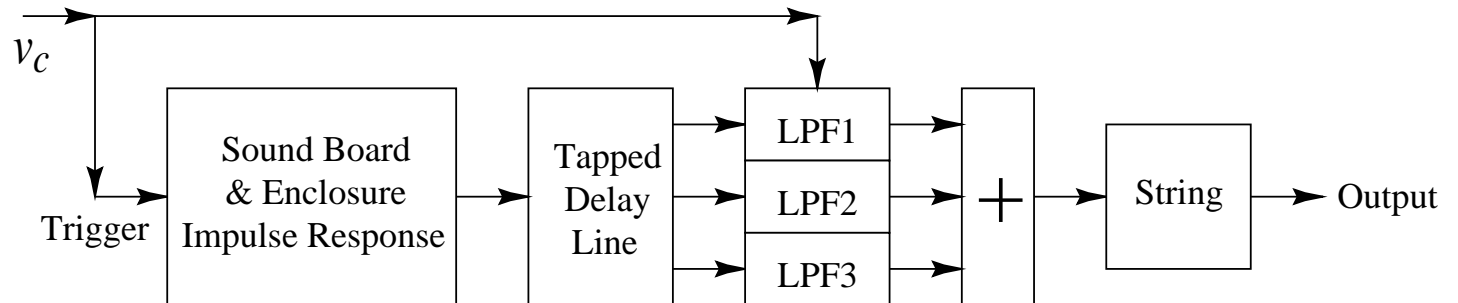 v_c
Trigger
Sound Board
& Enclosure
Impulse Response
Tapped
Delay
Line
LPF1
LPF2
LPF3
+
String
Output